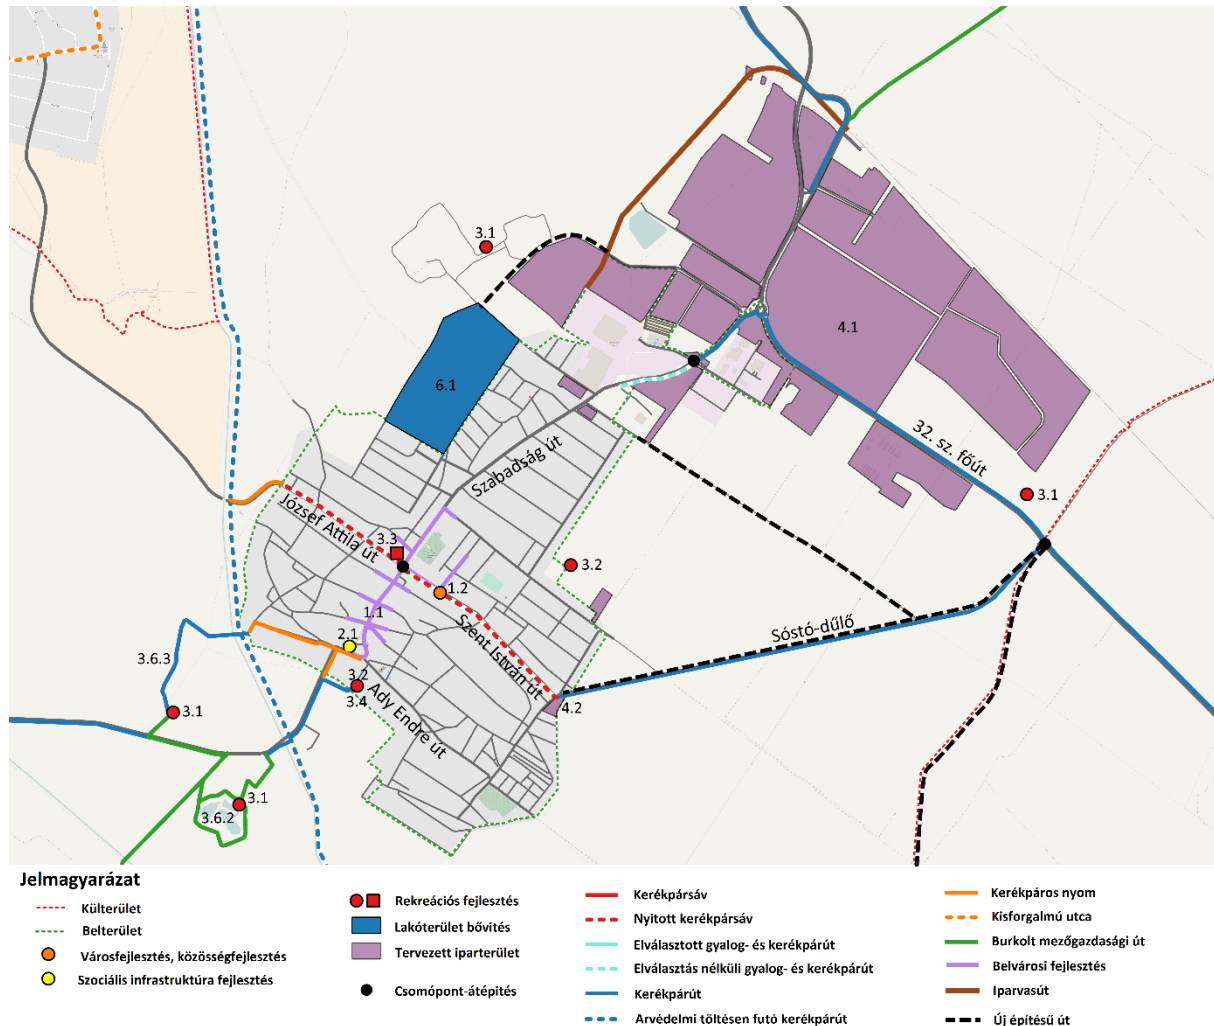 3.1
6.1
4.1
32. sz. főút
3.1
Szabadság út
József Attila út
3.3
1.2
3.2
1.1
2.1
Szent István út
Sóstó-dűlő
3.6.3
3.2
3.4
Ady Endre út
4.2
3.1
3.1
3.6.2
Jelmagyarázat
Külterület
Belterület
Városfejlesztés, közösségfejlesztés
Szociális infrastruktúra fejlesztés
Rekreációs fejlesztés
Lakóterület bővítés
Tervezett iparterület
Csomópont-átépítés
Kerékpársáv
Nyitott kerékpársáv
Elválasztott gyalog- és kerékpárút
Elválasztás nélküli gyalog- és kerékpárút
Kerékpárút
Arvédelmi töltésen futó kerékpárút
Kerékpáros nyom
Kisforgalmú utca
Burkolt mezőgazdasági út
Belvárosi fejlesztés
Iparvasút
Új építésű út